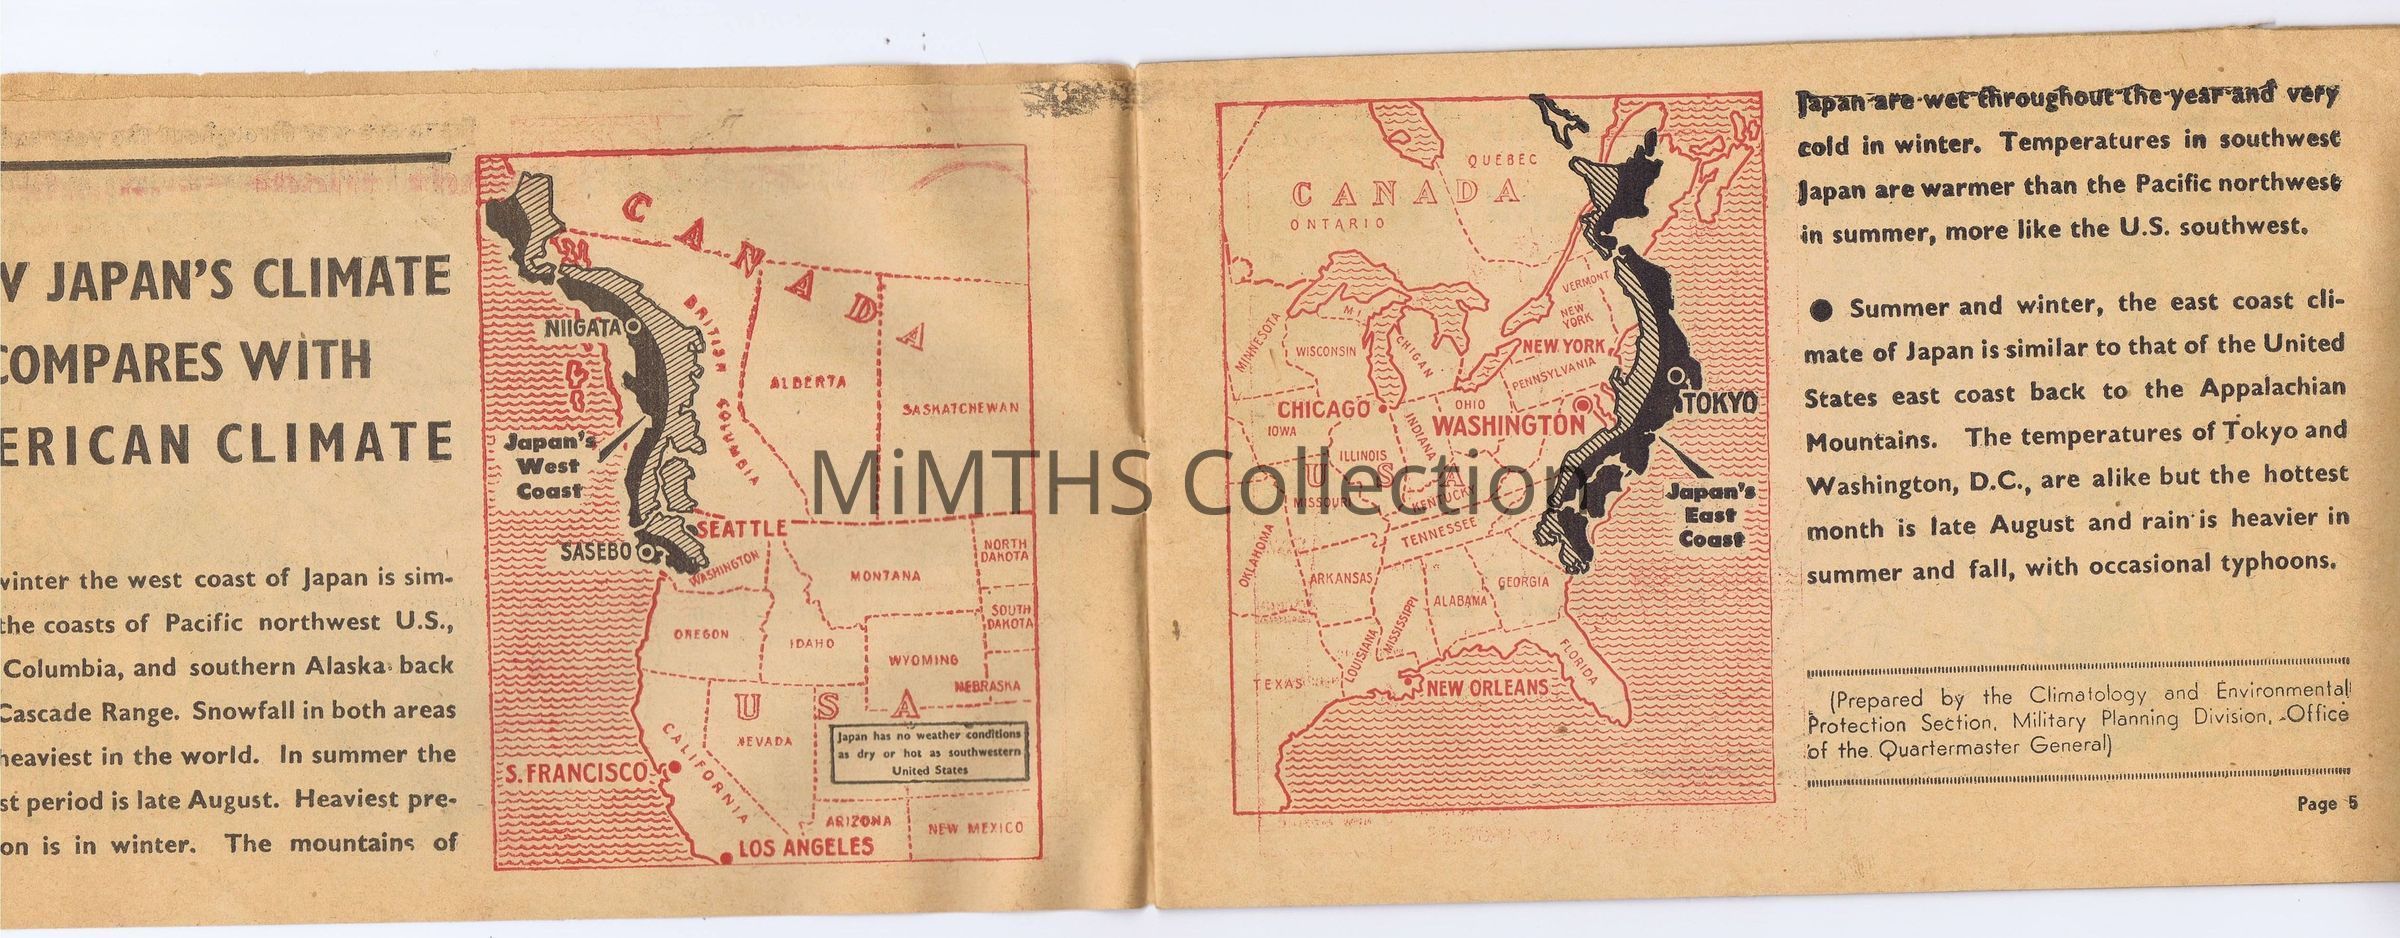 JAPAN'S CLIMATE
COMPARES WITH
ERICAN CLIMATE
winter the west coast of Japan is sim-
the coasts of Pacific northwest U.S.,
Columbia, and southern Alaska back
Cascade Range. Snowfall in both areas
heaviest in the world. In summer the
st period is late August. Heaviest pre-
on is in winter. The mountains of
CANADA
BRITISH COLUMBIA
ALBERTA
SASKATCHEWAN
NIIGATA
Japan's
West
Coast
SEATTLE
SASEBO
WASHINGTON
MONTANA
NORTH
DAKOTA
SOUTH
DAKOTA
OREGON
IDAHO
WYOMING
NEBRASKA
U S A
NEVADA
CALIFORNIA
S. FRANCISCO
Japan has no weather conditions
as dry or hot as southwestern
United States
ARIZONA
NEW MEXICO
LOS ANGELES
QUEBEC
CANADA
ONTARIO
VERMONT
NEW
YORK
MINNESOTA
WISCONSIN
MICHIGAN
NEW YORK
PENNSYLVANIA
CHICAGO
IOWA
OHIO
INDIANA
WASHINGTON
TOKYO
ILLINOIS
U S A
MISSOURI
KENTUCKY
Japan's
East
Coast
TENNESSEE
OKLAHOMA
ARKANSAS
GEORGIA
ALABAMA
MISSISSIPPI
LOUISIANA
FLORIDA
TEXAS
NEW ORLEANS
Japan are wet throughout the year and very
cold in winter. Temperatures in southwest
Japan are warmer than the Pacific northwest
in summer, more like the U.S. southwest.
● Summer and winter, the east coast cli-
mate of Japan is similar to that of the United
States east coast back to the Appalachian
Mountains. The temperatures of Tokyo and
Washington, D.C., are alike but the hottest
month is late August and rain is heavier in
summer and fall, with occasional typhoons.
(Prepared by the Climatology and Environmental
Protection Section, Military Planning Division, Office
of the Quartermaster General)
Page 5
MiMTHS Collection